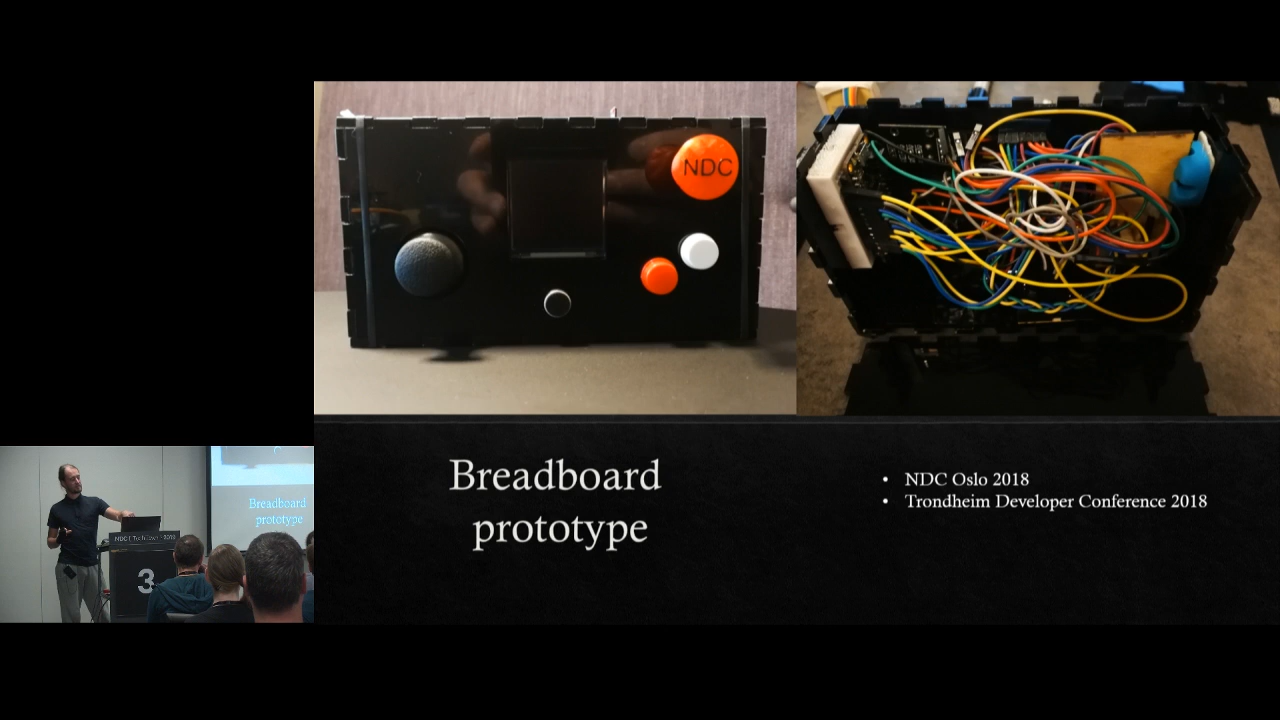 NDC
Breadboard
prototype
• NDC Oslo 2018
• Trondheim Developer Conference 2018
Breadboard
prototype
3